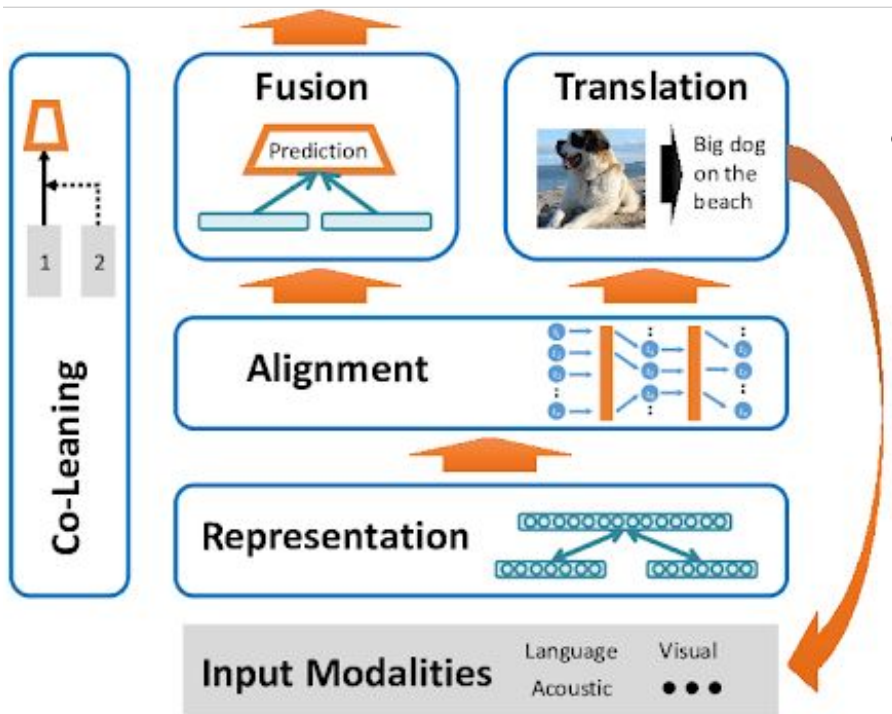 Fusion
Prediction
Translation
Big dog
on the
beach
1
2
Co-Leaning
Alignment
Representation
Input Modalities
Language
Visual
Acoustic